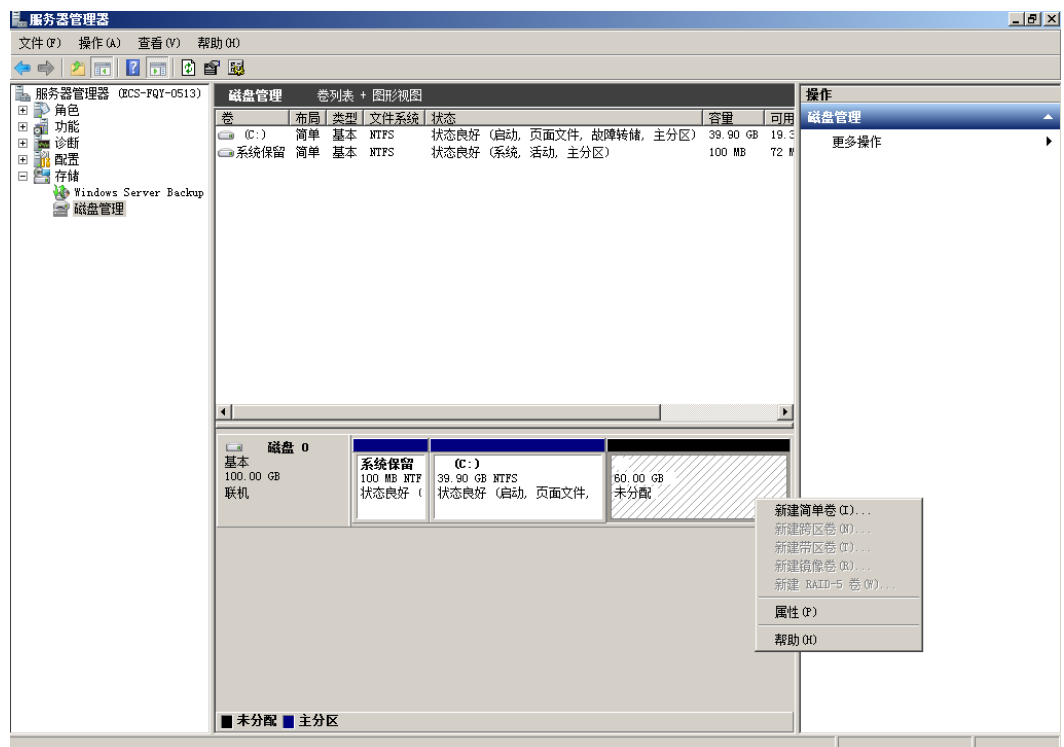 服务器管理器
文件(F) 操作(A) 查看(V) 帮助(H)
服务器管理器 (ECS-FQY-0513)
角色
功能
诊断
配置
存储
Windows Server Backup
磁盘管理
磁盘管理 卷列表 + 图形视图
卷 布局 类型 文件系统 状态 容量 可用
(C:) 简单 基本 NTFS 状态良好 (启动, 页面文件, 故障转储, 主分区) 39.90 GB 19.3
系统保留 简单 基本 NTFS 状态良好 (系统, 活动, 主分区) 100 MB 72 M
磁盘 0
基本
100.00 GB
联机
系统保留
100 MB NTF
状态良好 (
(C:)
39.90 GB NTFS
状态良好 (启动, 页面文件,
60.00 GB
未分配
新建简单卷(I)...
新建跨区卷(N)...
新建带区卷(T)...
新建镜像卷(R)...
新建 RAID-5 卷(W)...
属性(P)
帮助(H)
未分配 主分区
操作
磁盘管理
更多操作